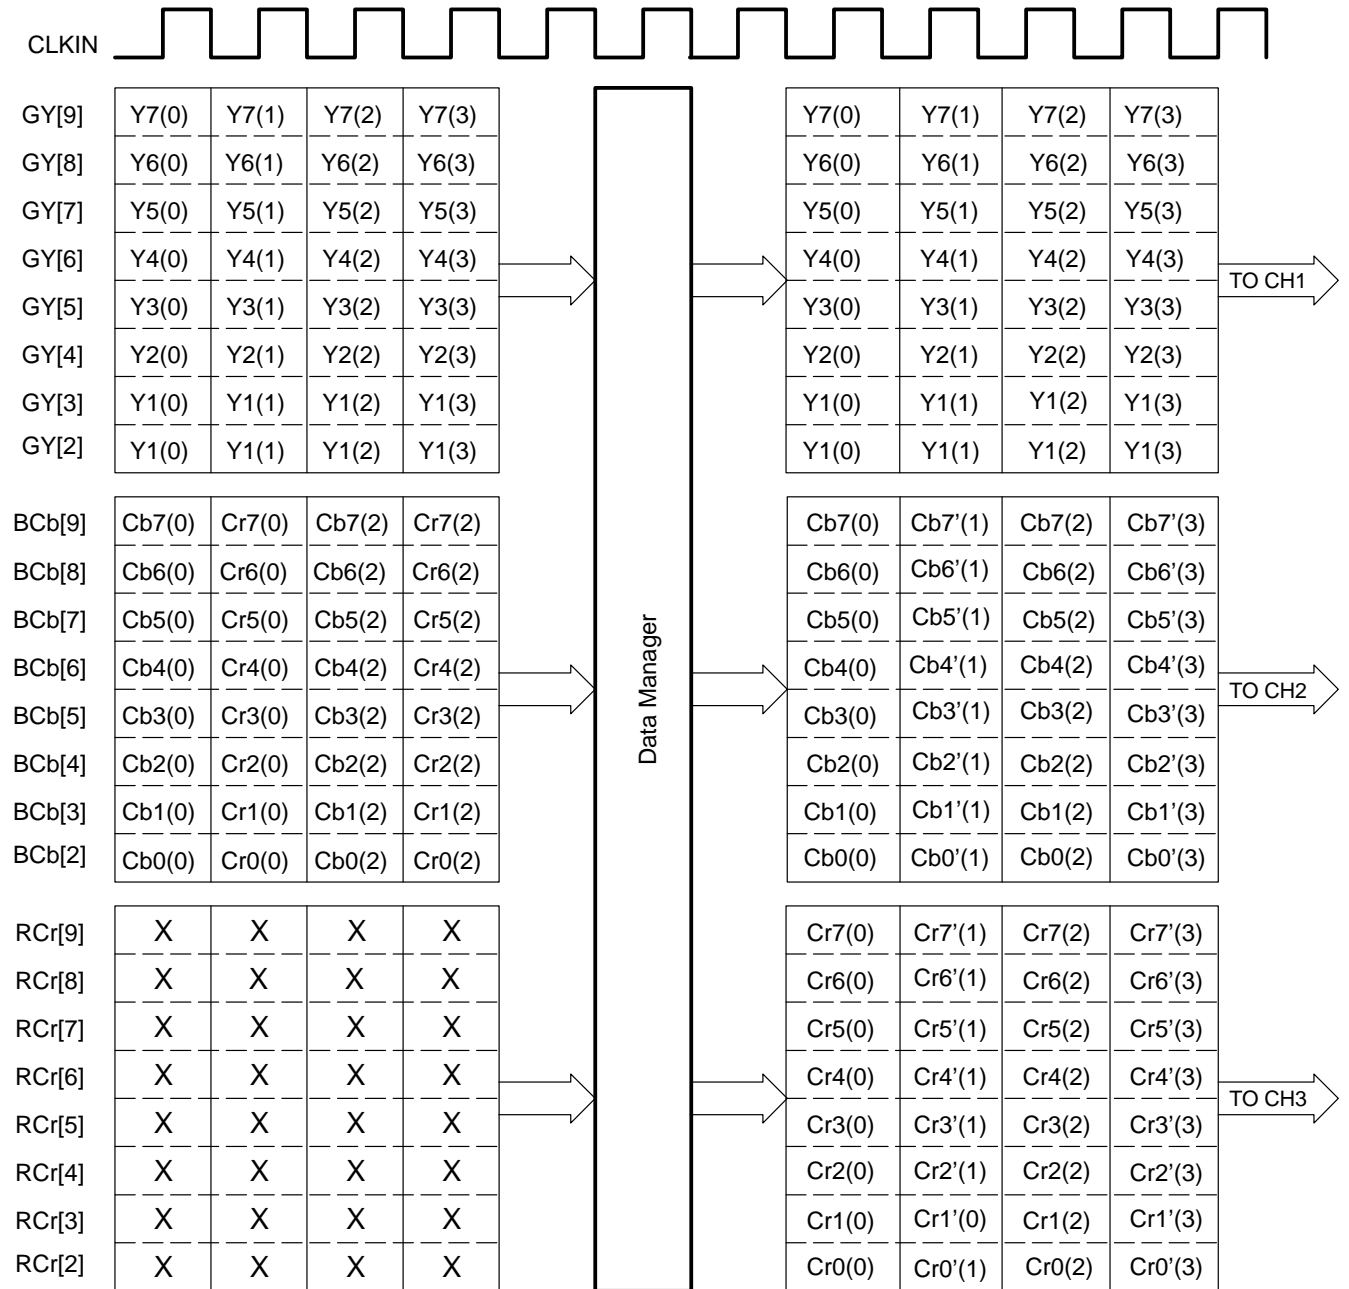 CLKIN
GY[9] Y7(0) Y7(1) Y7(2) Y7(3) Y7(0) Y7(1) Y7(2) Y7(3)
GY[8] Y6(0) Y6(1) Y6(2) Y6(3) Y6(0) Y6(1) Y6(2) Y6(3)
GY[7] Y5(0) Y5(1) Y5(2) Y5(3) Y5(0) Y5(1) Y5(2) Y5(3)
GY[6] Y4(0) Y4(1) Y4(2) Y4(3) Y4(0) Y4(1) Y4(2) Y4(3)
TO CH1
GY[5] Y3(0) Y3(1) Y3(2) Y3(3) Y3(0) Y3(1) Y3(2) Y3(3)
GY[4] Y2(0) Y2(1) Y2(2) Y2(3) Y2(0) Y2(1) Y2(2) Y2(3)
GY[3] Y1(0) Y1(1) Y1(2) Y1(3) Y1(0) Y1(1) Y1(2) Y1(3)
GY[2] Y1(0) Y1(1) Y1(2) Y1(3) Y1(0) Y1(1) Y1(2) Y1(3)
BCb[9] Cb7(0) Cr7(0) Cb7(2) Cr7(2) Cb7(0) Cb7’(1) Cb7(2) Cb7’(3)
BCb[8] Cb6(0) Cr6(0) Cb6(2) Cr6(2) Cb6(0) Cb6’(1) Cb6(2) Cb6’(3)
BCb[7] Cb5(0) Cr5(0) Cb5(2) Cr5(2) Cb5(0) Cb5’(1) Cb5(2) Cb5’(3)
BCb[6] Cb4(0) Cr4(0) Cb4(2) Cr4(2) Cb4(0) Cb4’(1) Cb4(2) Cb4’(3)
Data Manager
TO CH2
BCb[5] Cb3(0) Cr3(0) Cb3(2) Cr3(2) Cb3(0) Cb3’(1) Cb3(2) Cb3’(3)
BCb[4] Cb2(0) Cr2(0) Cb2(2) Cr2(2) Cb2(0) Cb2’(1) Cb2(2) Cb2’(3)
BCb[3] Cb1(0) Cr1(0) Cb1(2) Cr1(2) Cb1(0) Cb1’(1) Cb1(2) Cb1’(3)
BCb[2] Cb0(0) Cr0(0) Cb0(2) Cr0(2) Cb0(0) Cb0’(1) Cb0(2) Cb0’(3)
RCr[9] X X X X Cr7(0) Cr7’(1) Cr7(2) Cr7’(3)
RCr[8] X X X X Cr6(0) Cr6’(1) Cr6(2) Cr6’(3)
RCr[7] X X X X Cr5(0) Cr5’(1) Cr5(2) Cr5’(3)
RCr[6] X X X X Cr4(0) Cr4’(1) Cr4(2) Cr4’(3)
TO CH3
RCr[5] X X X X Cr3(0) Cr3’(1) Cr3(2) Cr3’(3)
RCr[4] X X X X Cr2(0) Cr2’(1) Cr2(2) Cr2’(3)
RCr[3] X X X X Cr1(0) Cr1’(0) Cr1(2) Cr1’(3)
RCr[2] X X X X Cr0(0) Cr0’(1) Cr0(2) Cr0’(3)